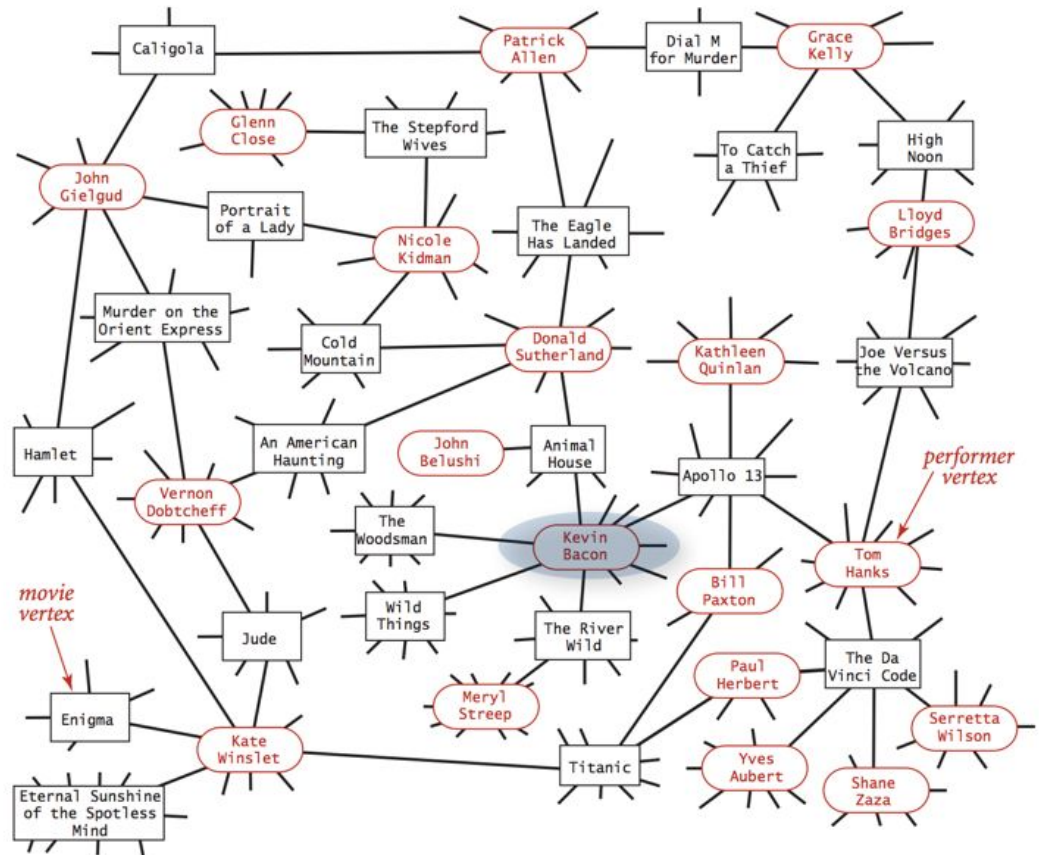 Caligola
Patrick
Allen
Dial M
for Murder
Grace
Kelly
Glenn
Close
The Stepford
Wives
To Catch
a Thief
High
Noon
John
Gielgud
Portrait
of a Lady
Nicole
Kidman
The Eagle
Has Landed
Lloyd
Bridges
Murder on the
Orient Express
Cold
Mountain
Donald
Sutherland
Kathleen
Quinlan
Joe Versus
the Volcano
Hamlet
An American
Haunting
John
Belushi
Animal
House
Apollo 13
performer
vertex
Vernon
Dobtcheff
The
Woodsman
Kevin
Bacon
Tom
Hanks
movie
vertex
Jude
Wild
Things
The River
Wild
Bill
Paxton
Paul
Herbert
The Da
Vinci Code
Enigma
Meryl
Streep
Serretta
Wilson
Kate
Winslet
Titanic
Yves
Aubert
Shane
Zaza
Eternal Sunshine
of the Spotless
Mind